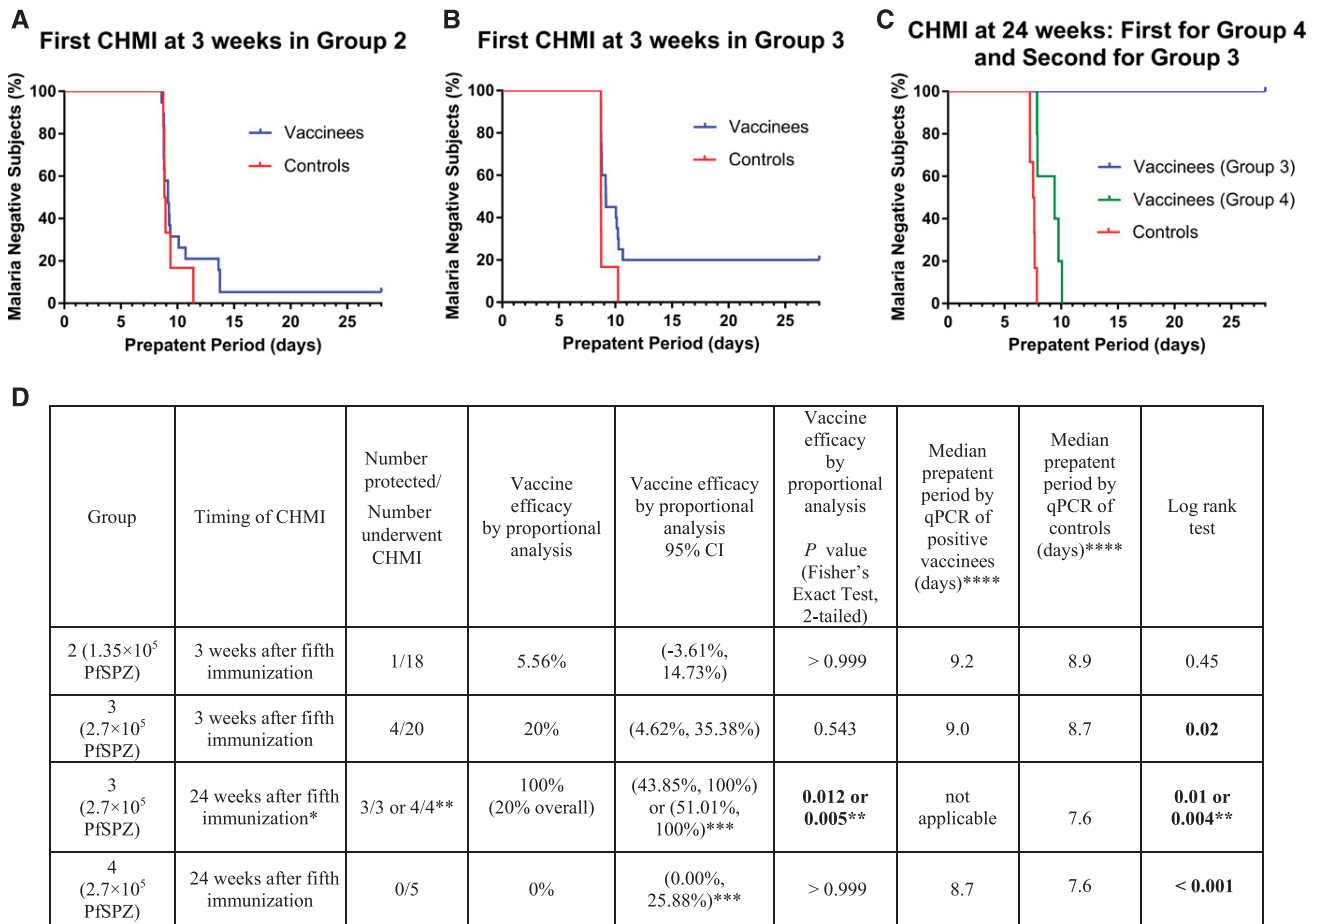 A
First CHMI at 3 weeks in Group 2
Malaria Negative Subjects (%)
100
80
60
40
20
0
Vaccinees
Controls
0 5 10 15 20 25
Prepatent Period (days)
B
First CHMI at 3 weeks in Group 3
Malaria Negative Subjects (%)
100
80
60
40
20
0
Vaccinees
Controls
0 5 10 15 20 25
Prepatent Period (days)
C
CHMI at 24 weeks: First for Group 4
and Second for Group 3
Malaria Negative Subjects (%)
100
80
60
40
20
0
Vaccinees (Group 3)
Vaccinees (Group 4)
Controls
0 5 10 15 20 25
Prepatent Period (days)
D
Group
Timing of CHMI
Number
protected/
Number
underwent
CHMI
Vaccine
efficacy
by proportional
analysis
Vaccine efficacy
by proportional
analysis
95% CI
Vaccine
efficacy
by
proportional
analysis
P value
(Fisher's
Exact Test,
2-tailed)
Median
prepatent
period by
qPCR of
positive
vaccinees
(days)****
Median
prepatent
period by
qPCR of
controls
(days)****
Log rank
test
2 (1.35×10⁵
PfSPZ)
3 weeks after fifth
immunization
1/18
5.56%
(-3.61%,
14.73%)
> 0.999
9.2
8.9
0.45
3
(2.7×10⁵
PfSPZ)
3 weeks after fifth
immunization
4/20
20%
(4.62%, 35.38%)
0.543
9.0
8.7
0.02
3
(2.7×10⁵
PfSPZ)
24 weeks after fifth
immunization*
3/3 or 4/4**
100%
(20% overall)
(43.85%, 100%)
or (51.01%,
100%)***
0.012 or
0.005**
not
applicable
7.6
0.01 or
0.004**
4
(2.7×10⁵
PfSPZ)
24 weeks after fifth
immunization
0/5
0%
(0.00%,
25.88%)***
> 0.999
8.7
7.6
< 0.001